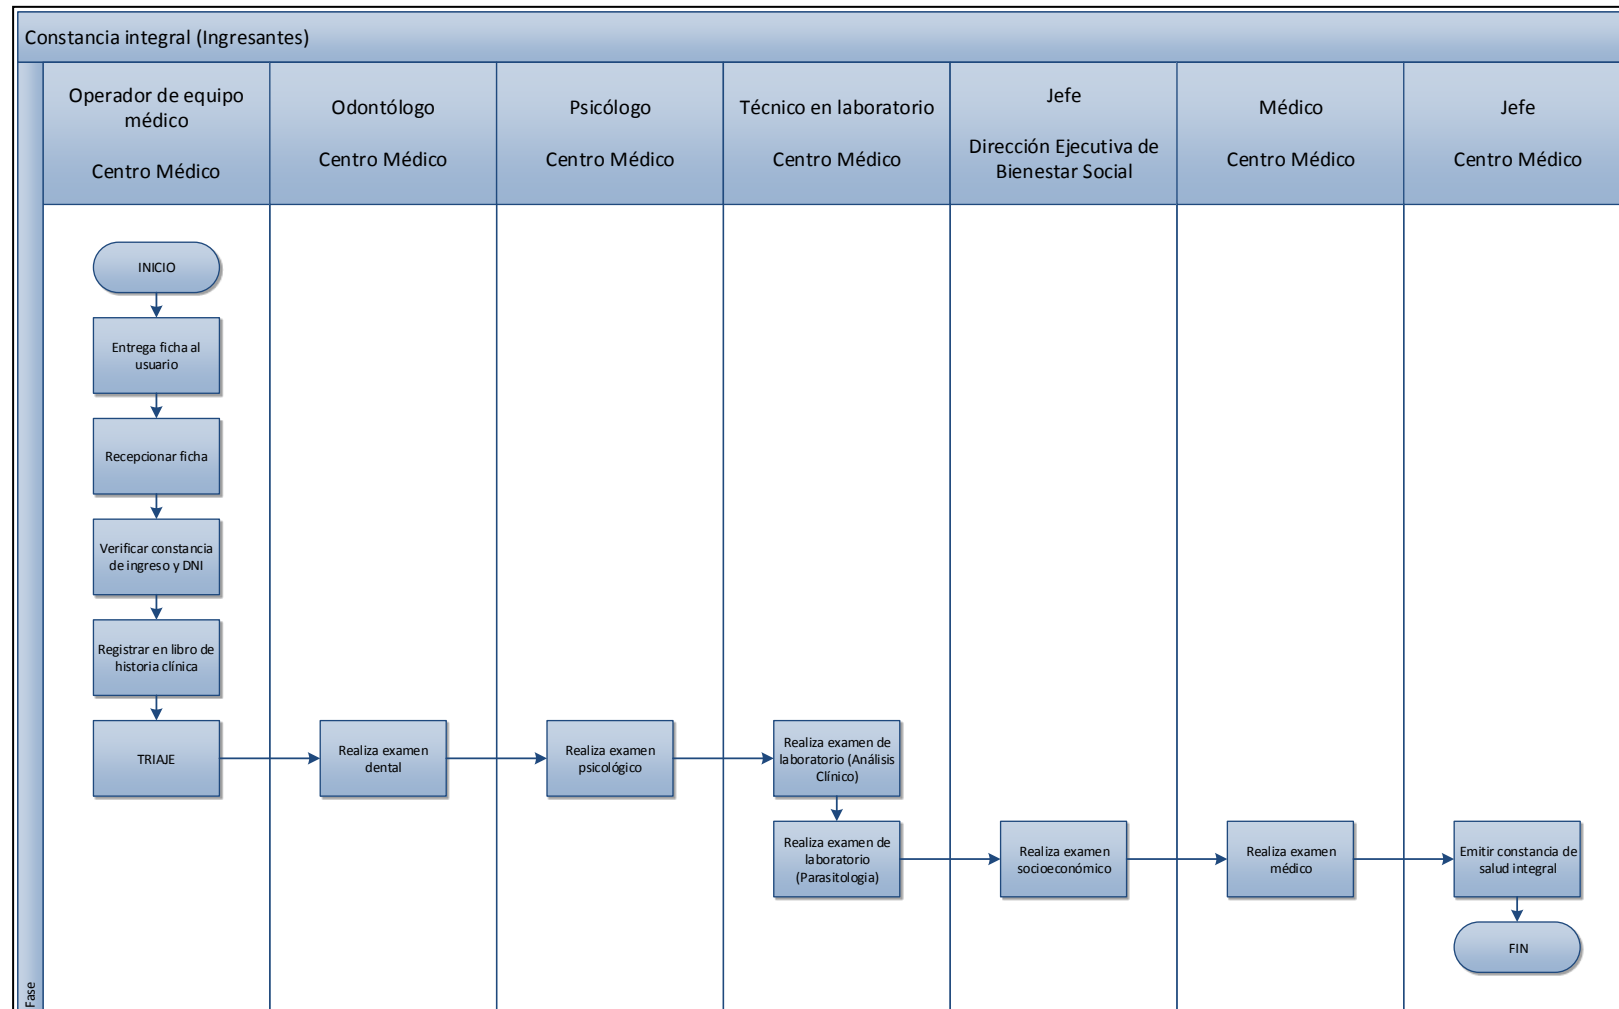 Constancia integral (Ingresantes)
Operador de equipo
médico
Centro Médico
Odontólogo
Centro Médico
Psicólogo
Centro Médico
Técnico en laboratorio
Centro Médico
Jefe
Dirección Ejecutiva de
Bienestar Social
Médico
Centro Médico
Jefe
Centro Médico
INICIO
Entrega ficha al
usuario
Recepcionar ficha
Verificar constancia
de ingreso y DNI
Registrar en libro de
historia clínica
TRIAJE
Realiza examen
dental
Realiza examen
psicológico
Realiza examen de
laboratorio (Análisis
Clínico)
Realiza examen de
laboratorio
(Parasitologia)
Realiza examen
socioeconómico
Realiza examen
médico
Emitir constancia de
salud integral
FIN
Fase